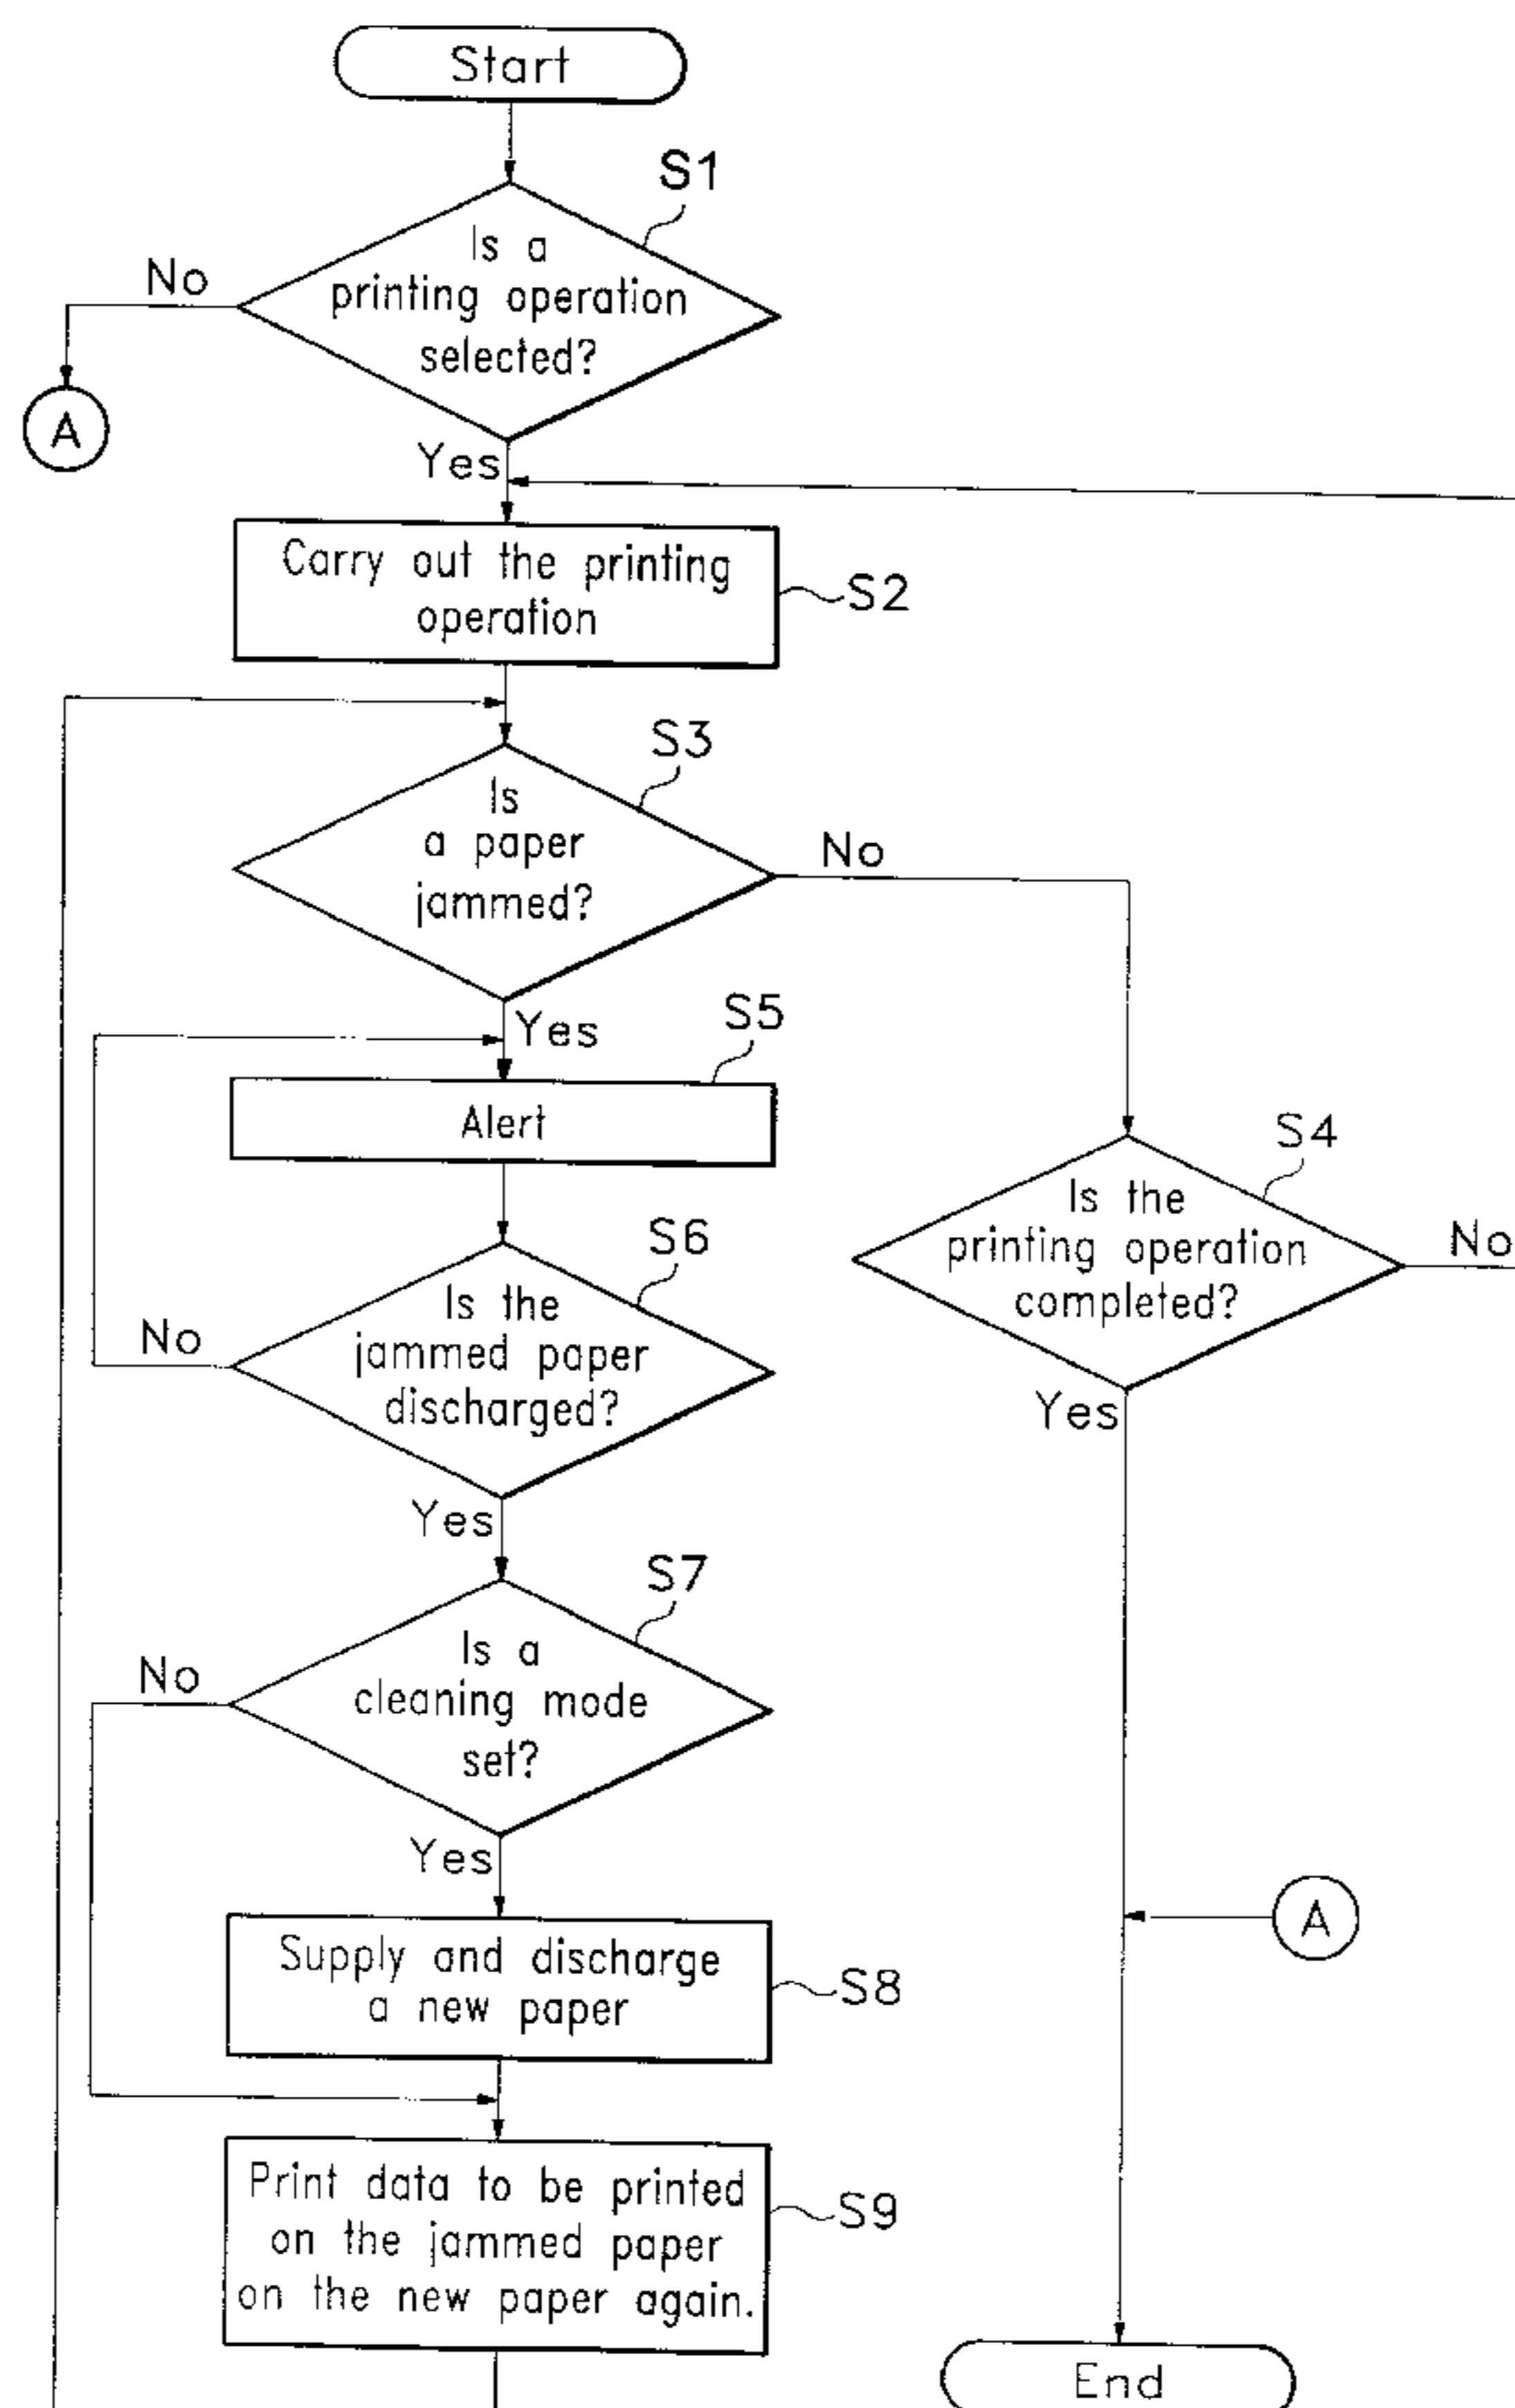 Start
S1
Is a
printing operation
selected?
No
A
Yes
Carry out the printing
operation
S2
S3
Is
a paper
jammed?
No
Yes
S5
Alert
S4
Is the
printing operation
completed?
No
Yes
S6
Is the
jammed paper
discharged?
No
Yes
S7
Is a
cleaning mode
set?
No
Yes
A
Supply and discharge
a new paper
S8
Print data to be printed
on the jammed paper
on the new paper again.
S9
End